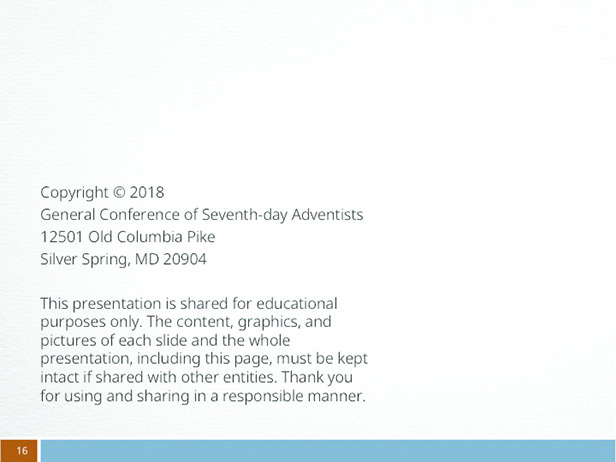 Copyright © 2018
General Conference of Seventh-day Adventists
12501 Old Columbia Pike
Silver Spring, MD 20904
This presentation is shared for educational
purposes only. The content, graphics, and
pictures of each slide and the whole
presentation, including this page, must be kept
intact if shared with other entities. Thank you
for using and sharing in a responsible manner.
16